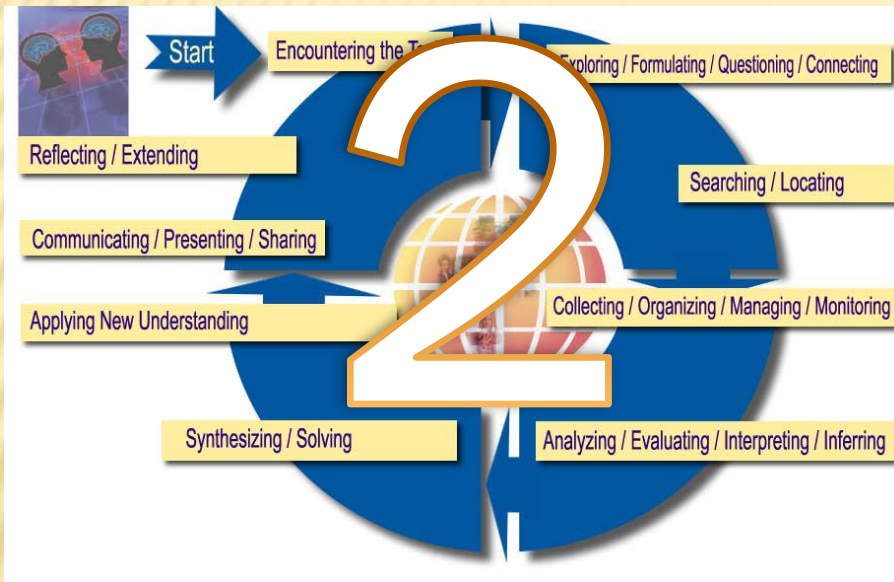 Start
Encountering the
Exploring / Formulating / Questioning / Connecting
Searching / Locating
Collecting / Organizing / Managing / Monitoring
Analyzing / Evaluating / Interpreting / Inferring
Synthesizing / Solving
Applying New Understanding
Communicating / Presenting / Sharing
Reflecting / Extending
2